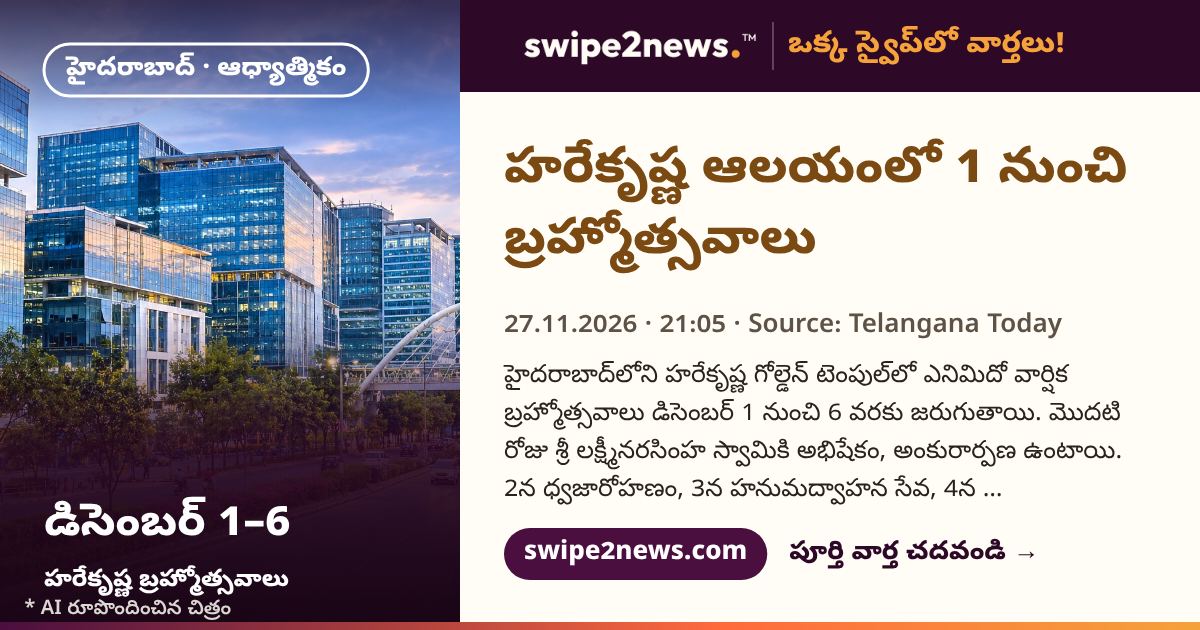 హైదరాబాద్ · ఆధ్యాత్మికం
swipe2news.™ ఒక్క స్వైప్‌లో వార్తలు!
హరేకృష్ణ ఆలయంలో 1 నుంచి
బ్రహ్మోత్సవాలు
27.11.2026 · 21:05 · Source: Telangana Today
హైదరాబాద్‌లోని హరేకృష్ణ గోల్డెన్ టెంపుల్‌లో ఎనిమిదో వార్షిక
బ్రహ్మోత్సవాలు డిసెంబర్ 1 నుంచి 6 వరకు జరుగుతాయి. మొదటి
రోజు శ్రీ లక్ష్మీనరసింహ స్వామికి అభిషేకం, అంకురార్పణ ఉంటాయి.
2న ధ్వజారోహణం, 3న హనుమద్వాహన సేవ, 4న ...
swipe2news.com పూర్తి వార్త చదవండి →
డిసెంబర్ 1–6
హరేకృష్ణ బ్రహ్మోత్సవాలు
* AI రూపొందించిన చిత్రం